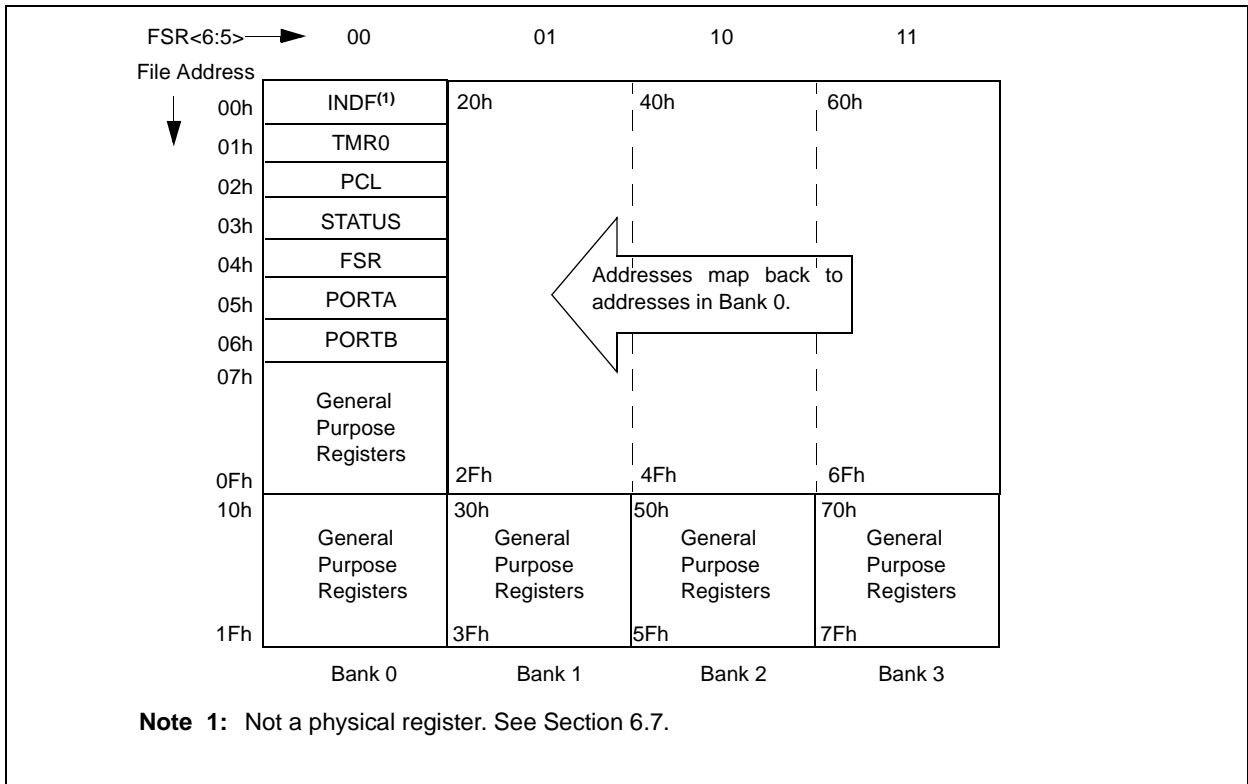 FSR<6:5> 00 01 10 11
File Address
00h INDF(1) 20h 40h 60h
01h TMR0
02h PCL
03h STATUS
04h FSR
Addresses map back to
addresses in Bank 0.
05h PORTA
06h PORTB
07h
General
Purpose
Registers
0Fh 2Fh 4Fh 6Fh
10h 30h 50h 70h
General General General General
Purpose Purpose Purpose Purpose
Registers Registers Registers Registers
1Fh 3Fh 5Fh 7Fh
Bank 0 Bank 1 Bank 2 Bank 3
Note 1: Not a physical register. See Section 6.7.